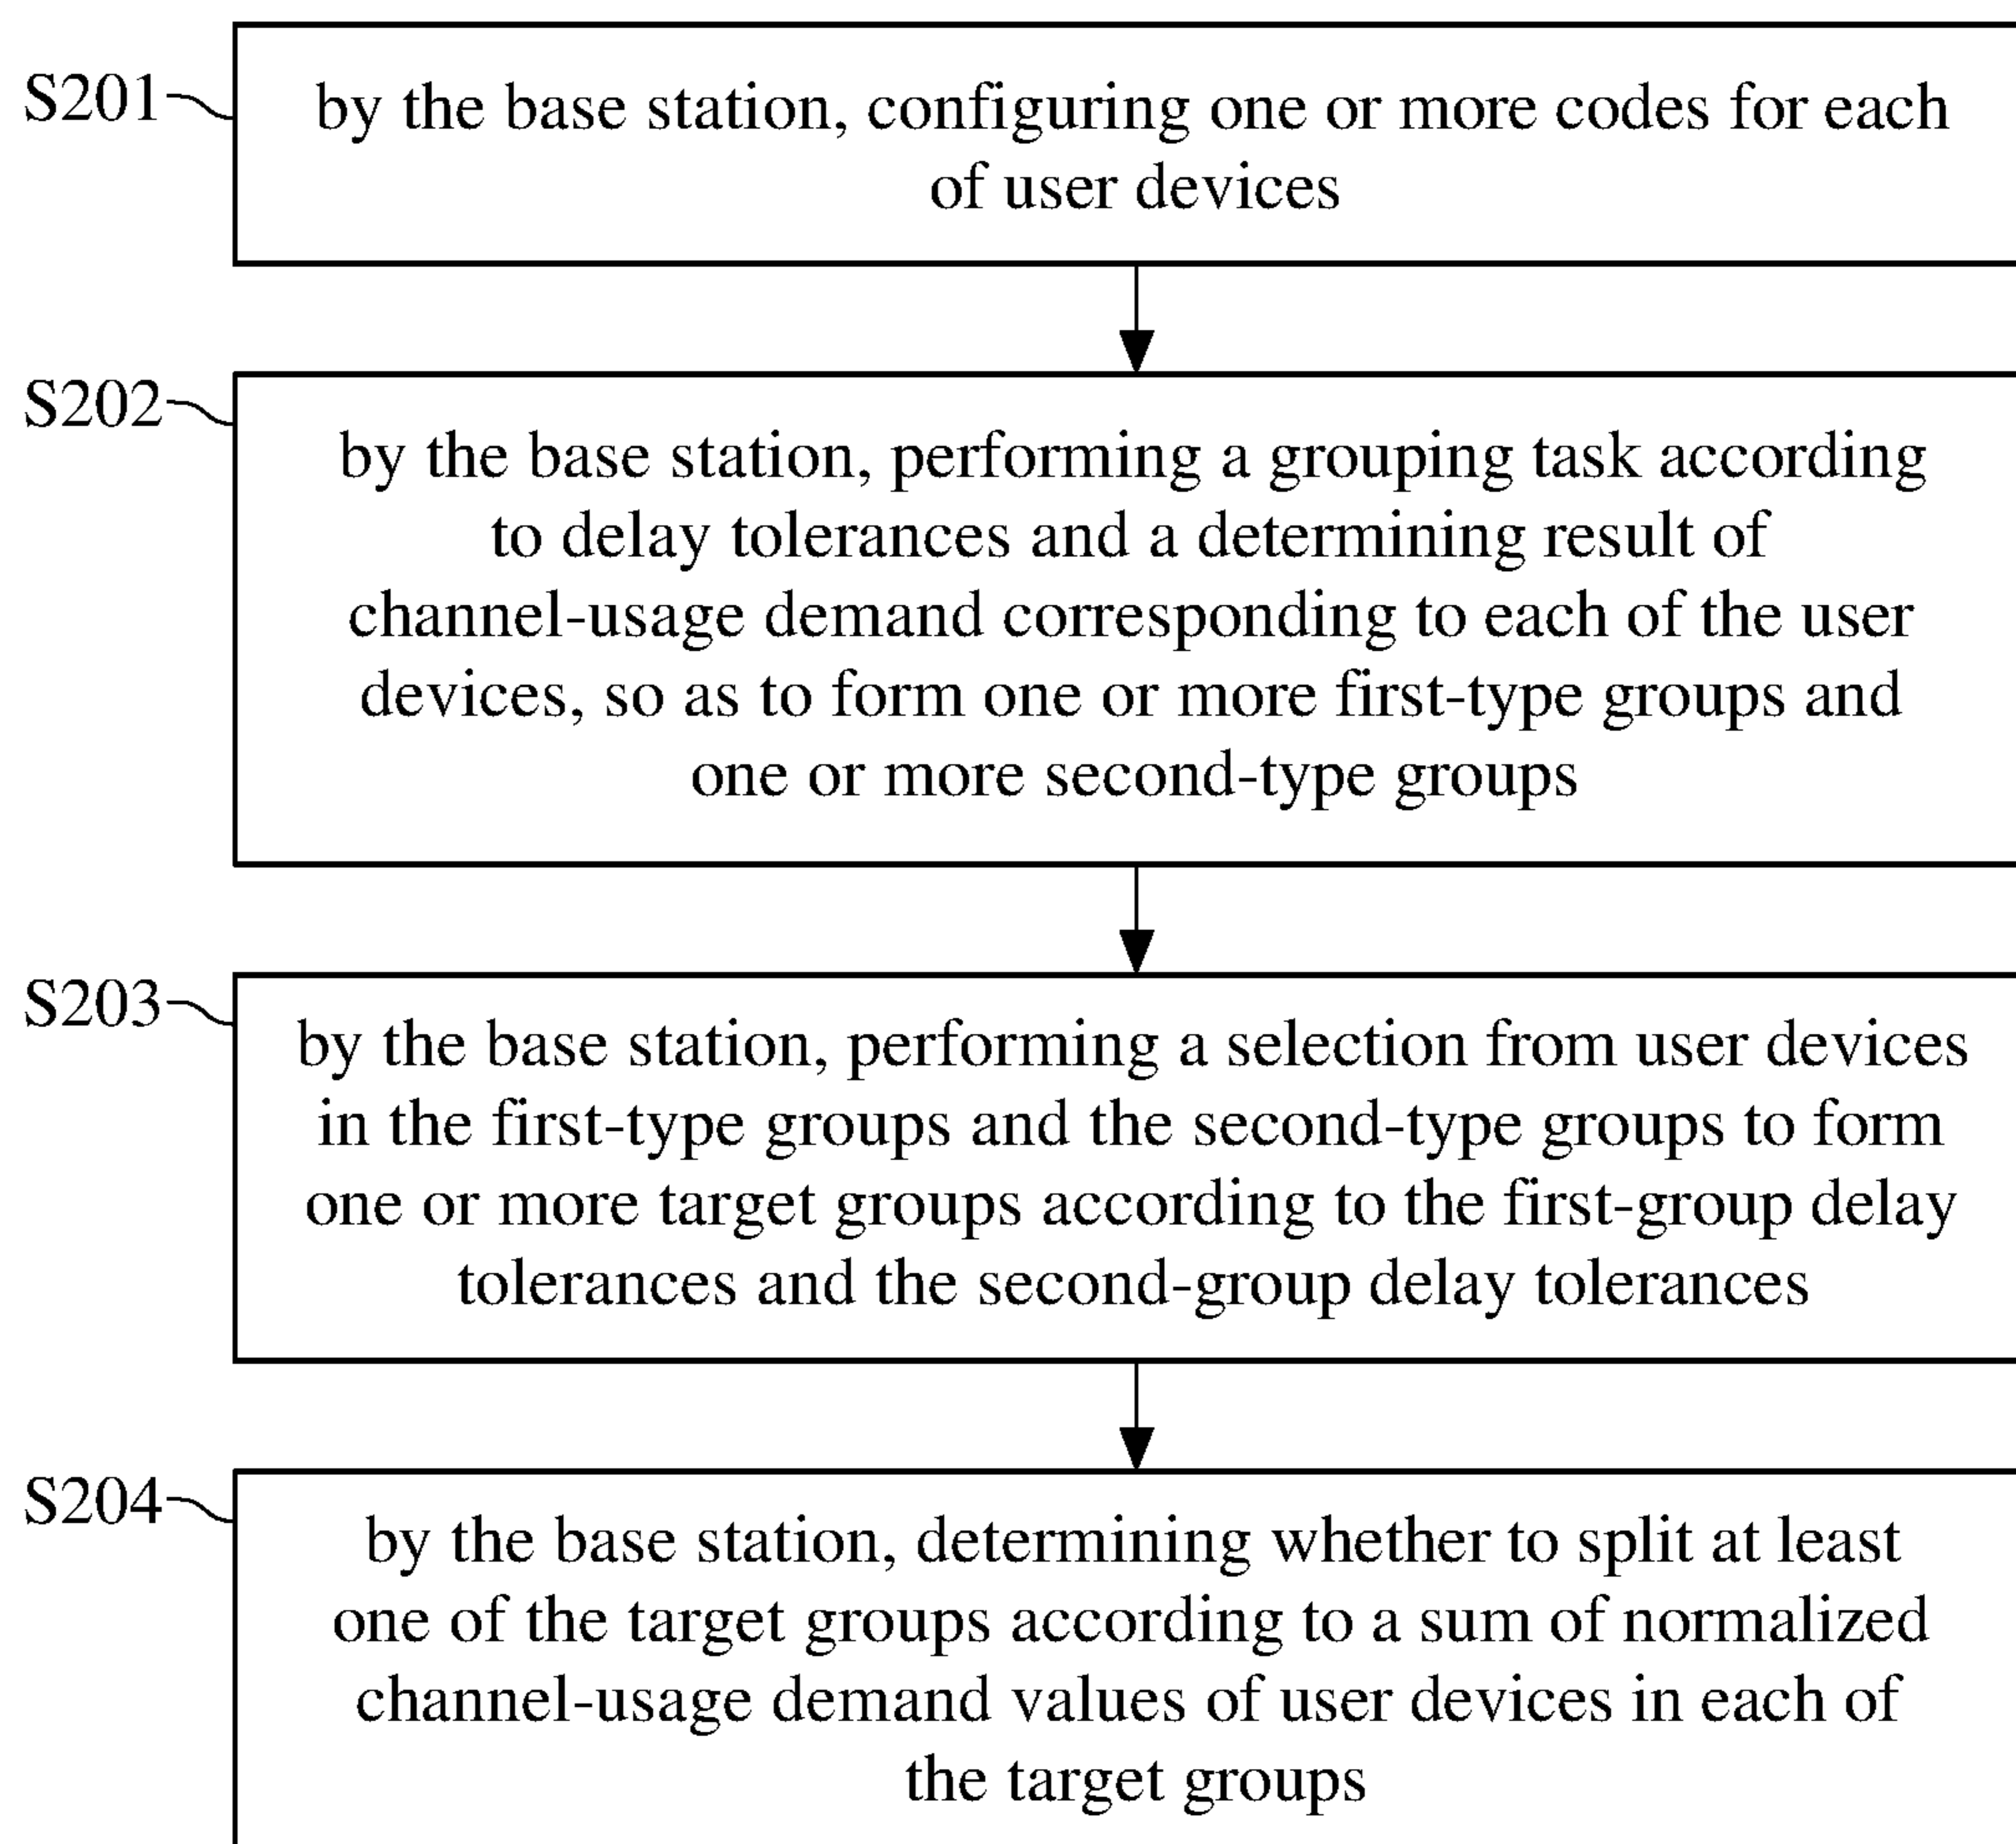 S201
by the base station, configuring one or more codes for each
of user devices
S202
by the base station, performing a grouping task according
to delay tolerances and a determining result of
channel-usage demand corresponding to each of the user
devices, so as to form one or more first-type groups and
one or more second-type groups
S203
by the base station, performing a selection from user devices
in the first-type groups and the second-type groups to form
one or more target groups according to the first-group delay
tolerances and the second-group delay tolerances
S204
by the base station, determining whether to split at least
one of the target groups according to a sum of normalized
channel-usage demand values of user devices in each of
the target groups